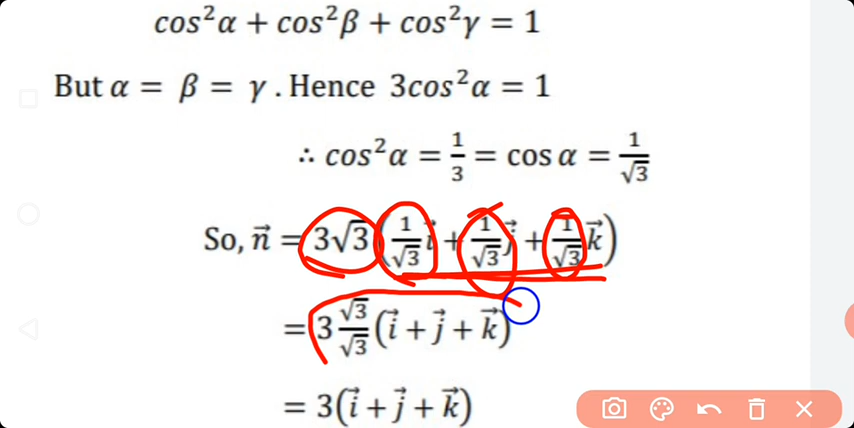 cos²α + cos²β + cos²γ = 1
But α = β = γ . Hence 3cos²α = 1
∴ cos²α = 1/3 = cos α = 1/√3
So, n⃗ = 3√3(1/√3 i⃗ + 1/√3 j⃗ + 1/√3 k⃗)
= 3 √3/√3 (i⃗ + j⃗ + k⃗)
= 3(i⃗ + j⃗ + k⃗)